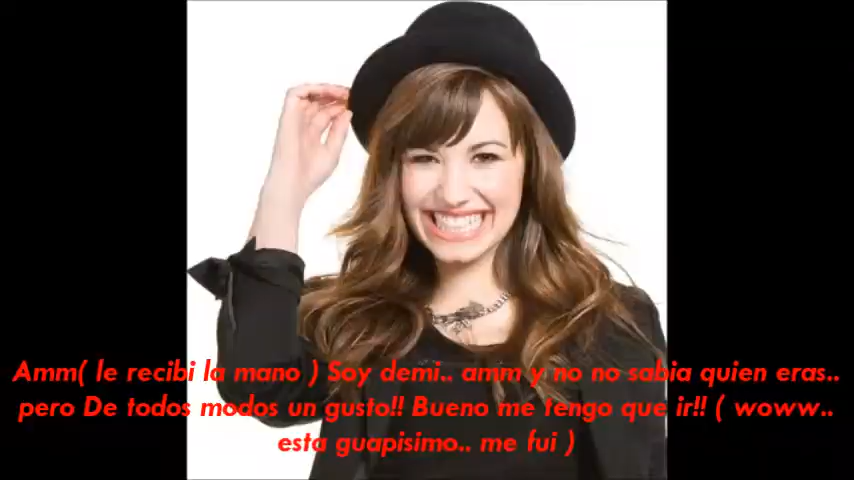 Amm( le recibi la mano ) Soy demi.. amm y no no sabia quien eras..
pero De todos modos un gusto!! Bueno me tengo que ir!! ( woww..
esta guapisimo.. me fui )